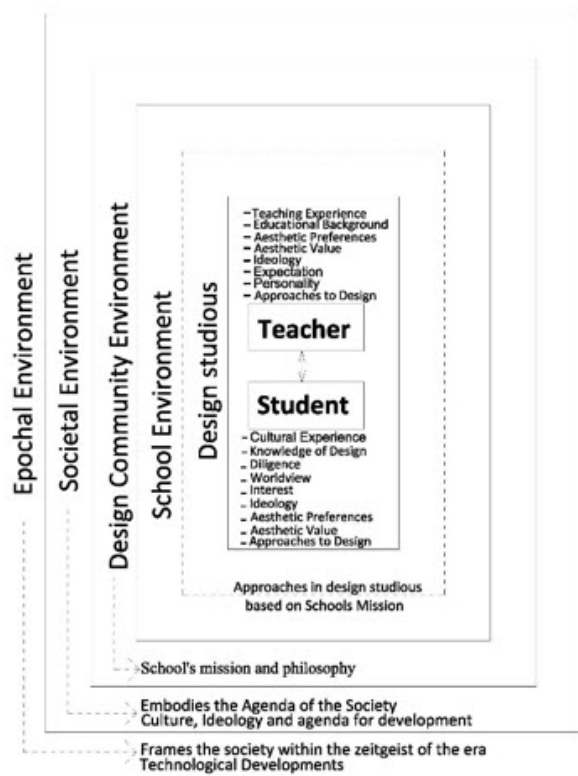 Epochal Environment
Societal Environment
Design Community Environment
School Environment
Design studious
– Teaching Experience
– Educational Background
– Aesthetic Preferences
– Aesthetic Value
– Ideology
– Expectation
– Personality
– Approaches to Design
Teacher
Student
– Cultural Experience
– Knowledge of Design
– Diligence
– Worldview
– Interest
– Ideology
– Aesthetic Preferences
– Aesthetic Value
– Approaches to Design
Approaches in design studious
based on Schools Mission
School's mission and philosophy
Embodies the Agenda of the Society
Culture, Ideology and agenda for development
Frames the society within the zeitgeist of the era
Technological Developments